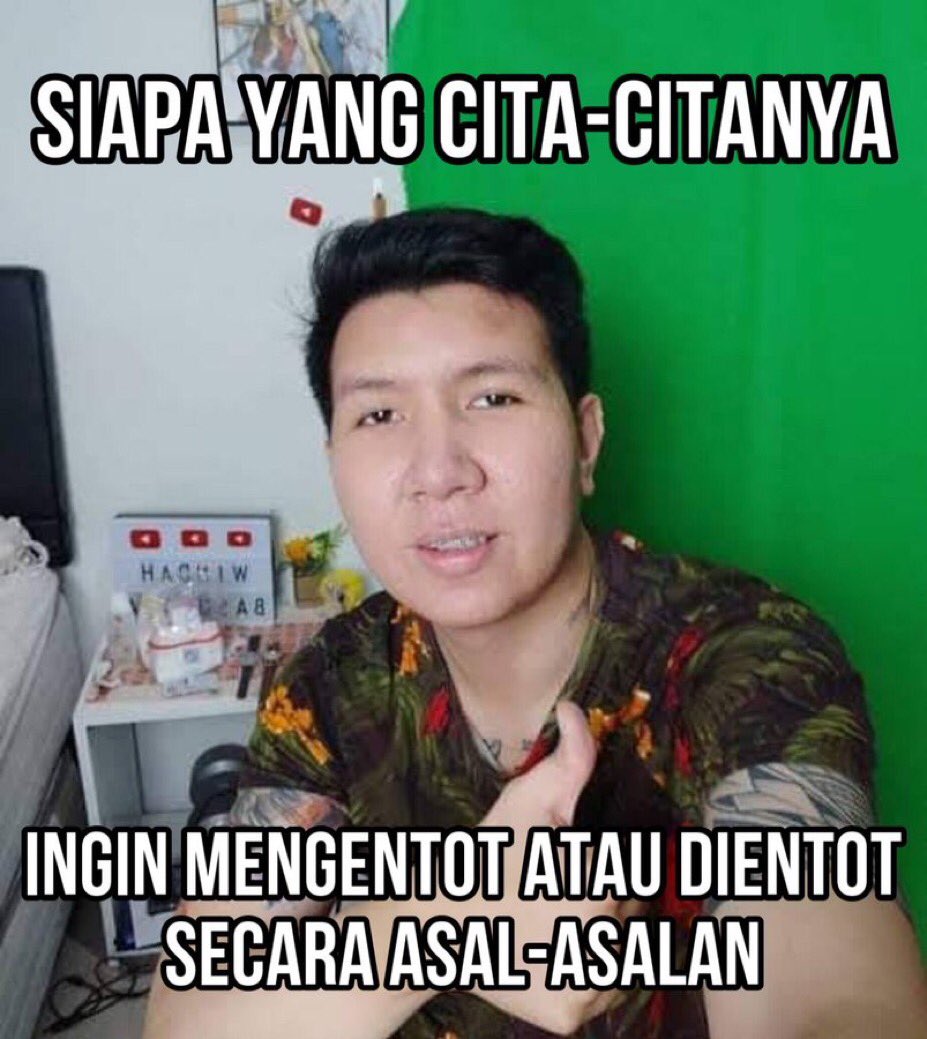 SIAPA YANG CITA-CITANYA
INGIN MENGENTOT ATAU DIENTOT
SECARA ASAL-ASALAN